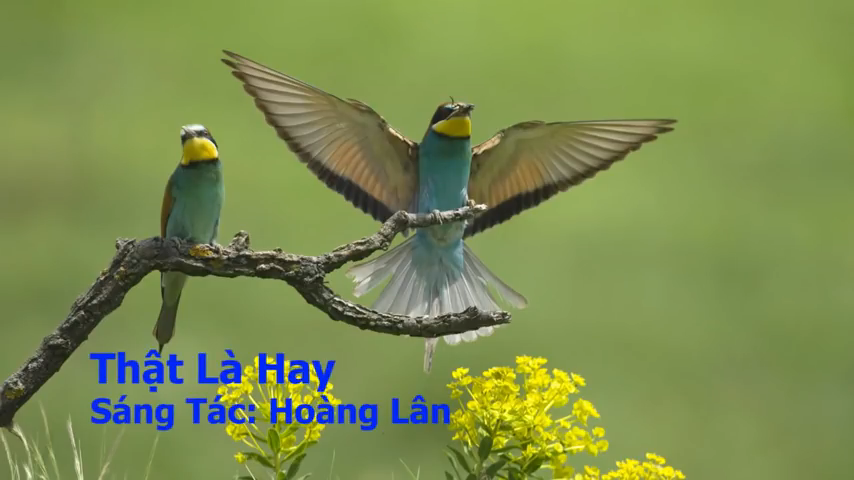 Thật Là Hay
Sáng Tác: Hoàng Lân